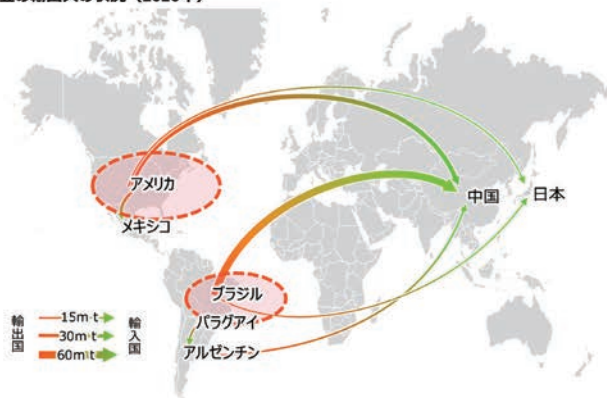 アメリカ
メキシコ
中国
日本
ブラジル
パラグアイ
アルゼンチン
輸出国
15m·t
30m·t
60m·t
輸入国